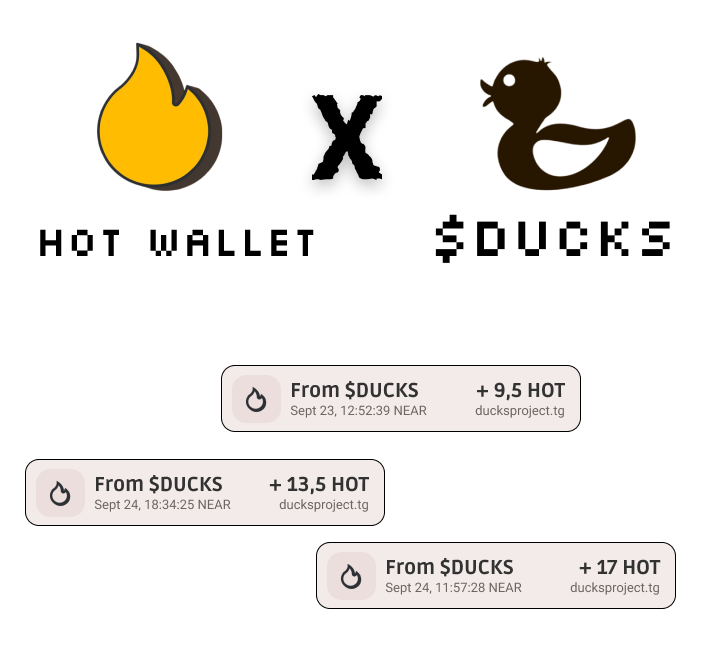 X
HOT WALLET
$DUCKS
From $DUCKS + 9,5 HOT
Sept 23, 12:52:39 NEAR ducksproject.tg
From $DUCKS + 13,5 HOT
Sept 24, 18:34:25 NEAR ducksproject.tg
From $DUCKS + 17 HOT
Sept 24, 11:57:28 NEAR ducksproject.tg